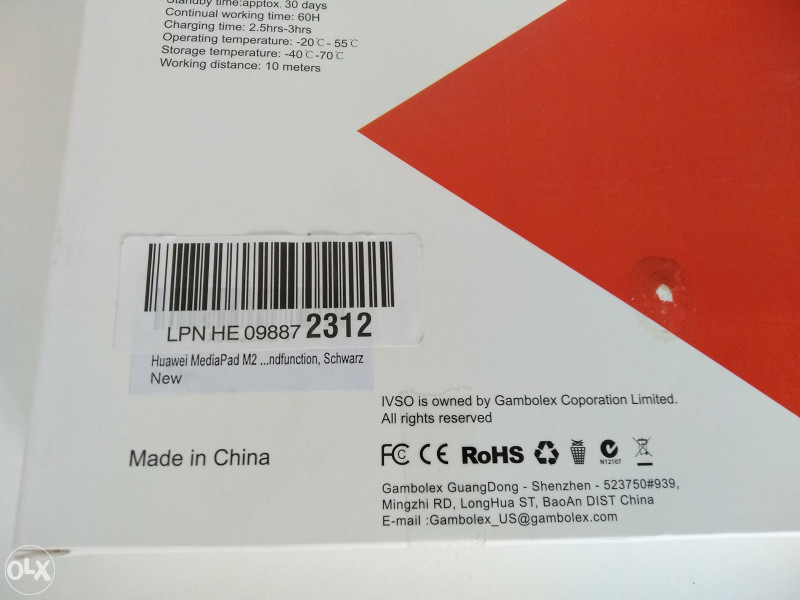 Standby time:apptox. 30 days
Continual working time: 60H
Charging time: 2.5hrs-3hrs
Operating temperature: -20℃- 55℃
Storage temperature: -40℃-70℃
Working distance: 10 meters
LPN HE 09887 2312
Huawei MediaPad M2 ...ndfunction, Schwarz
New
IVSO is owned by Gambolex Coporation Limited.
All rights reserved
Made in China
FC CE RoHS
N12107
Gambolex GuangDong - Shenzhen - 523750#939,
Mingzhi RD, LongHua ST, BaoAn DIST China
E-mail :Gambolex_US@gambolex.com
OLX